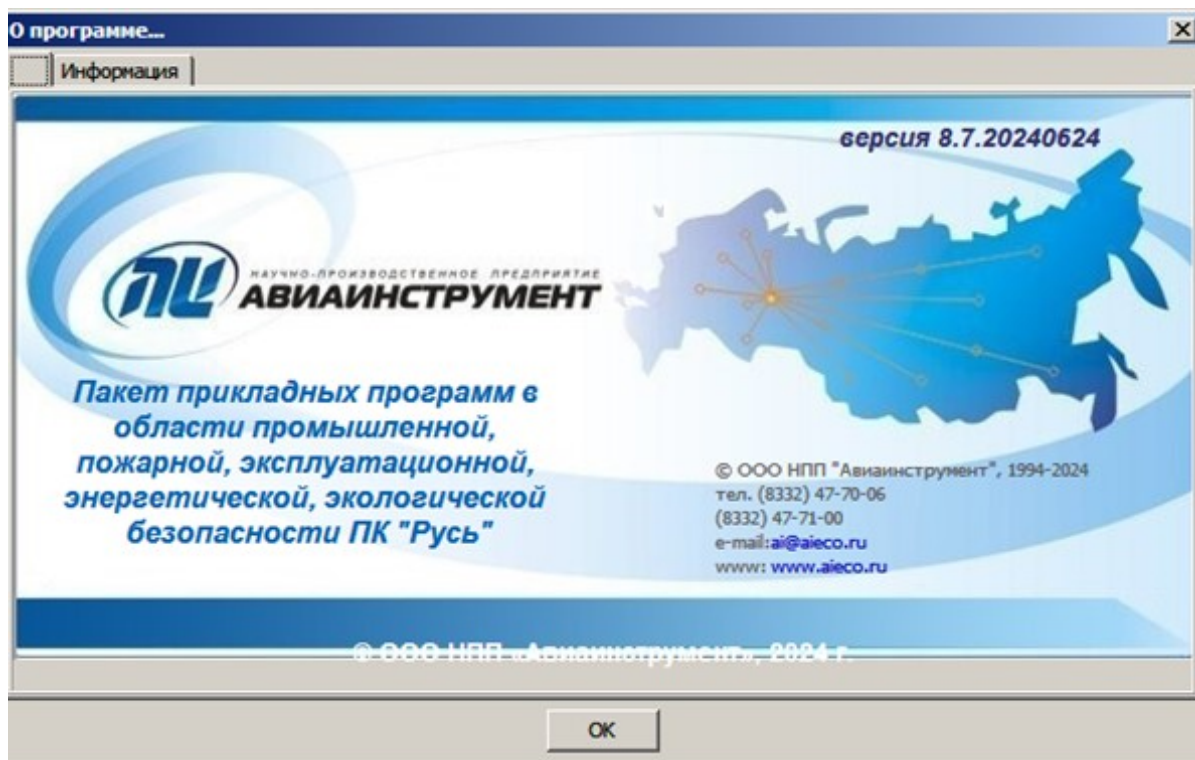 О программе...
Информация
версия 8.7.20240624
НАУЧНО-ПРОИЗВОДСТВЕННОЕ ПРЕДПРИЯТИЕ
АВИАИНСТРУМЕНТ
Пакет прикладных программ в
области промышленной,
пожарной, эксплуатационной,
энергетической, экологической
безопасности ПК "Русь"
© ООО НПП "Авиаинструмент", 1994-2024
тел. (8332) 47-70-06
(8332) 47-71-00
e-mail:ai@aieco.ru
www: www.aieco.ru
© ООО НПП «Авиаинструмент», 2024 г.
OK